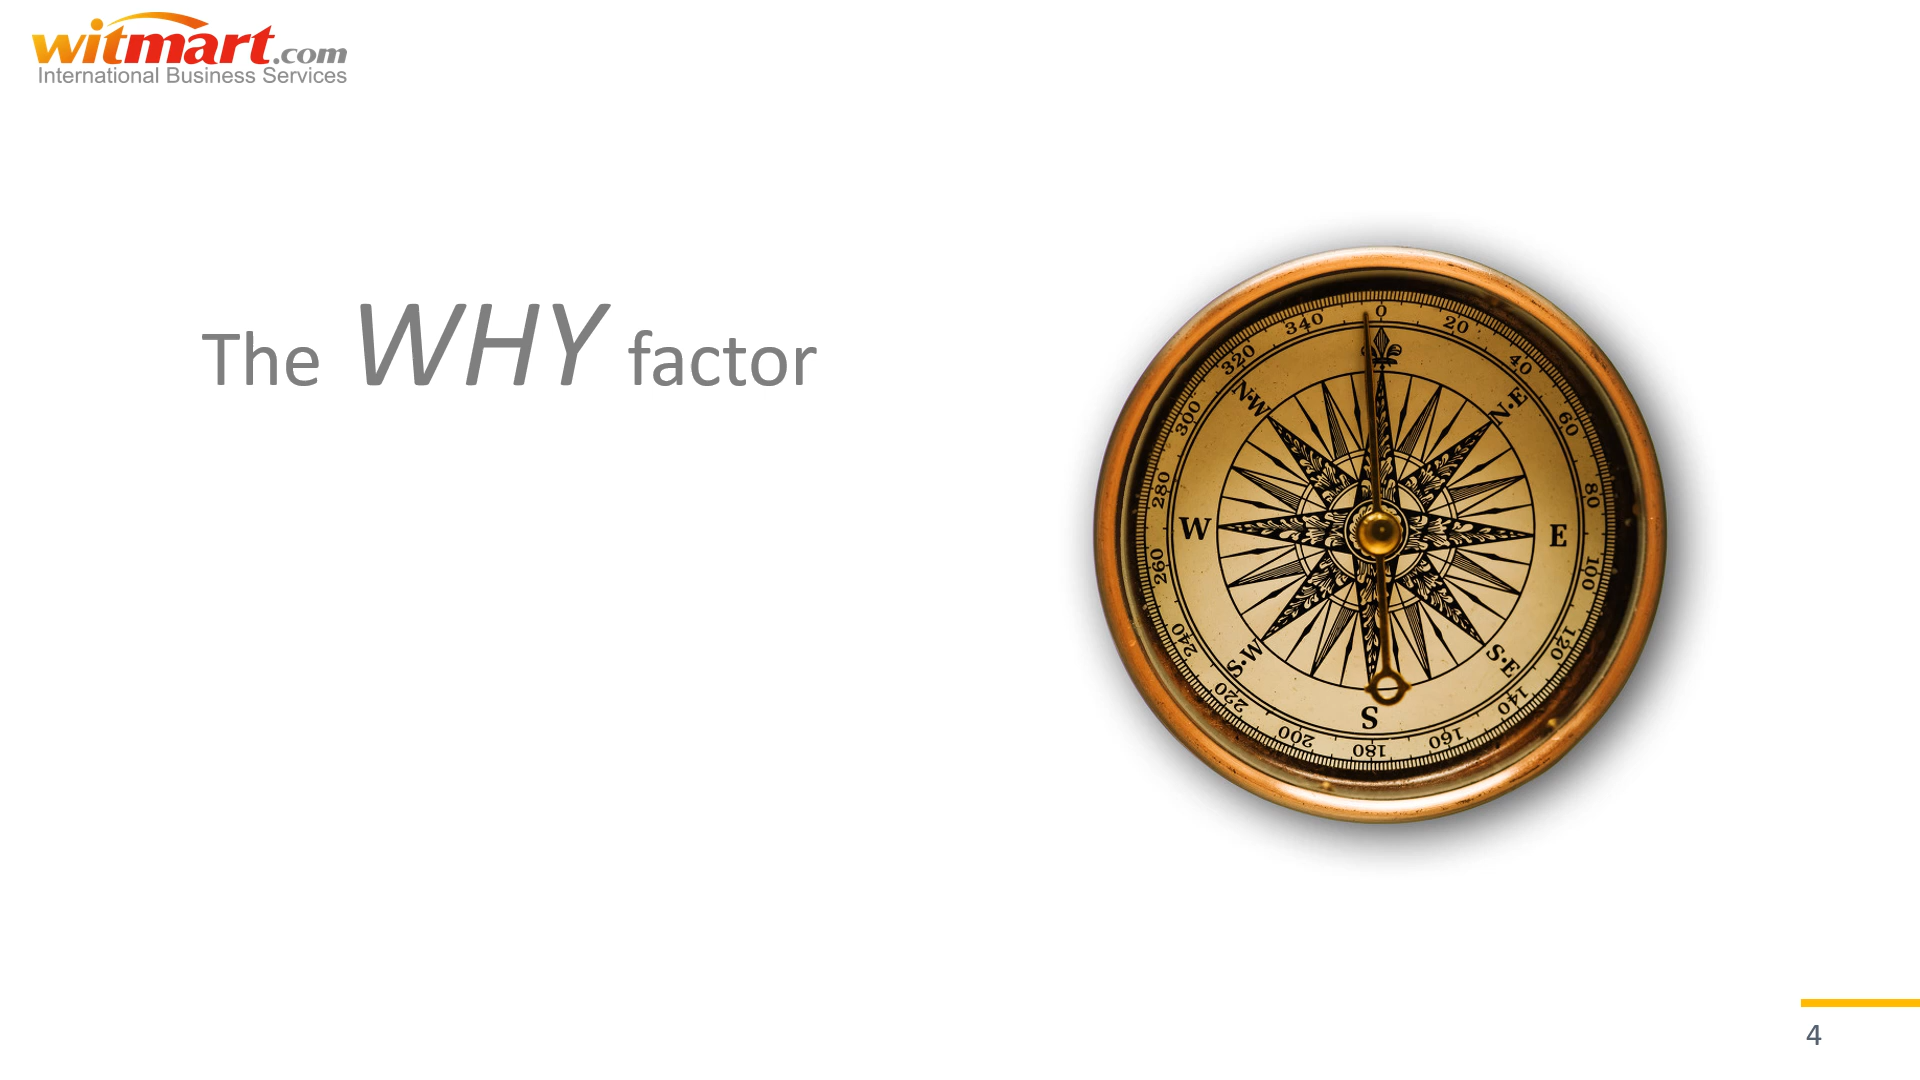 witmart.com
International Business Services
The WHY factor
0
20
40
N·E
60
80
E
100
120
S·E
140
160
180
S
200
220
S·W
240
260
W
280
300
N·W
320
340
4